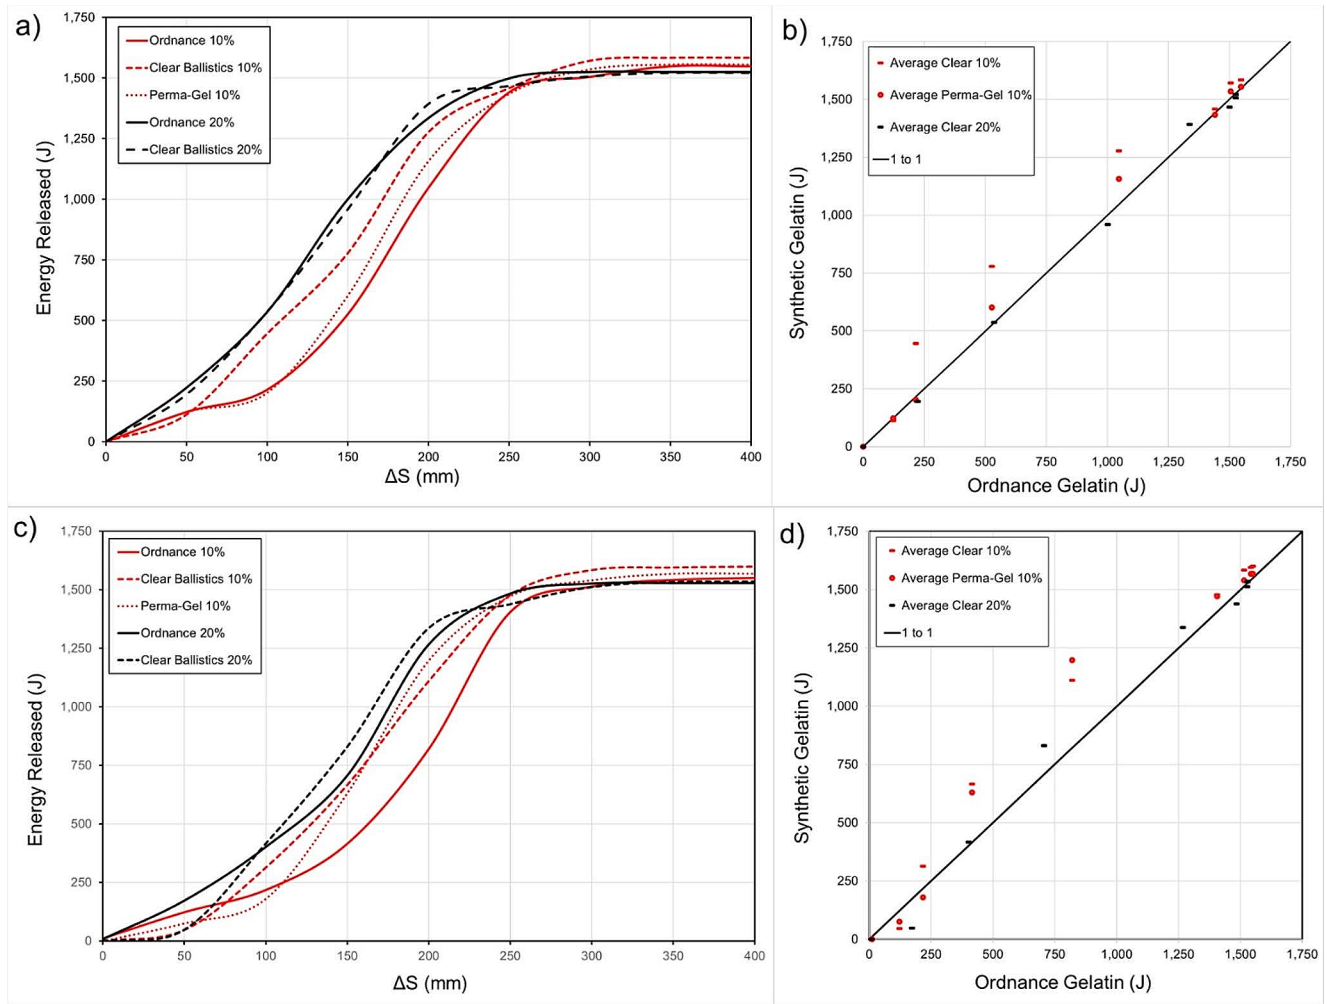 a)
1,750
1,500
1,250
1,000
750
500
250
0
Energy Released (J)
Ordnance 10%
Clear Ballistics 10%
Perma-Gel 10%
Ordnance 20%
Clear Ballistics 20%
0 50 100 150 200 250 300 350 400
ΔS (mm)
b)
1,750
1,500
1,250
1,000
750
500
250
0
Synthetic Gelatin (J)
Average Clear 10%
Average Perma-Gel 10%
Average Clear 20%
1 to 1
0 250 500 750 1,000 1,250 1,500 1,750
Ordnance Gelatin (J)
c)
1,750
1,500
1,250
1,000
750
500
250
0
Energy Released (J)
Ordnance 10%
Clear Ballistics 10%
Perma-Gel 10%
Ordnance 20%
Clear Ballistics 20%
0 50 100 150 200 250 300 350 400
ΔS (mm)
d)
1,750
1,500
1,250
1,000
750
500
250
0
Synthetic Gelatin (J)
Average Clear 10%
Average Perma-Gel 10%
Average Clear 20%
1 to 1
0 250 500 750 1,000 1,250 1,500 1,750
Ordnance Gelatin (J)